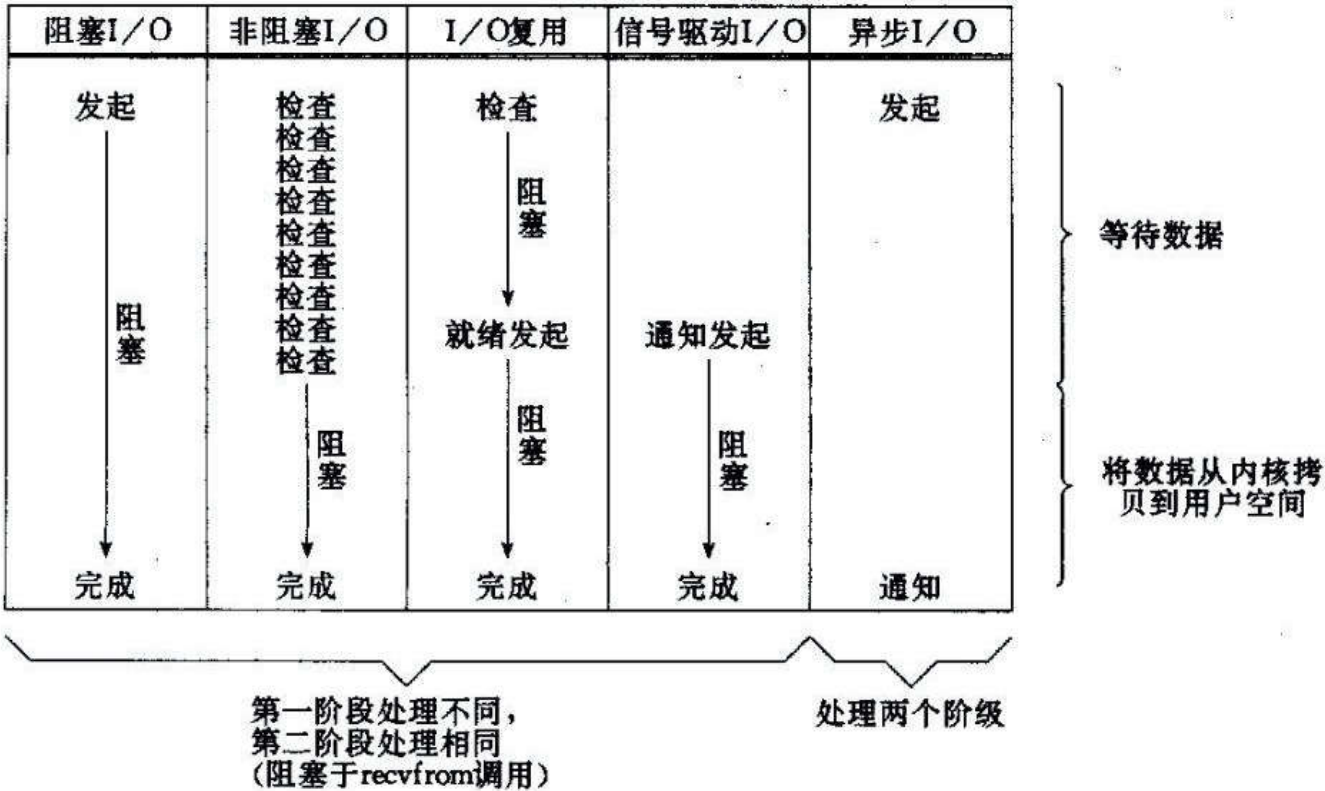 阻塞I/O 非阻塞I/O I/O复用 信号驱动I/O 异步I/O
发起 检查 检查 发起
检查
检查
检查
检查
检查
检查
检查
检查
阻塞
阻塞
就绪发起 通知发起
阻塞
阻塞
阻塞
完成 完成 完成 完成 通知
等待数据
将数据从内核拷
贝到用户空间
第一阶段处理不同，
第二阶段处理相同
(阻塞于recvfrom调用)
处理两个阶级